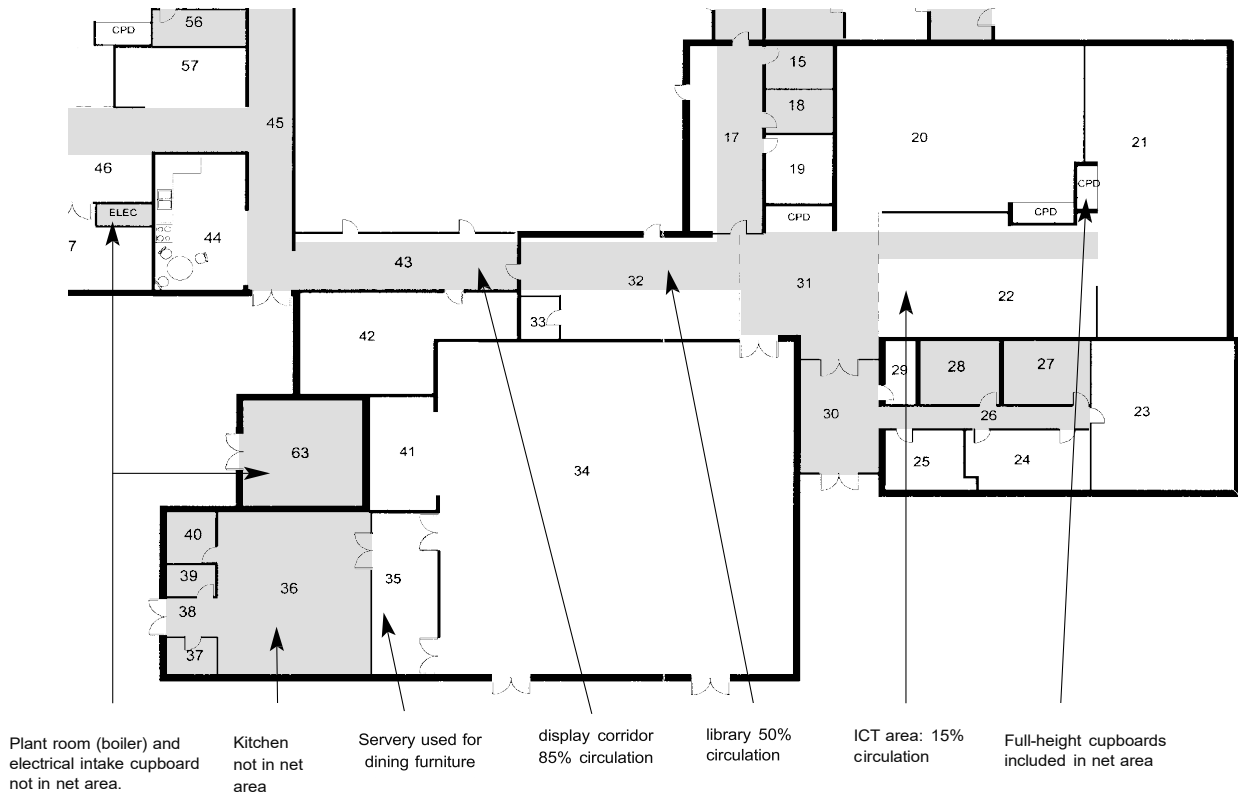 56
CPD
57
45
46
ELEC
7
44
43
42
15
18
17
19
CPD
20
21
CPD
CPD
32
31
22
33
29
28
27
30
26
23
25
24
63
41
34
40
39
38
37
36
35
Plant room (boiler) and
electrical intake cupboard
not in net area.
Kitchen
not in net
area
Servery used for
dining furniture
display corridor
85% circulation
library 50%
circulation
ICT area: 15%
circulation
Full-height cupboards
included in net area